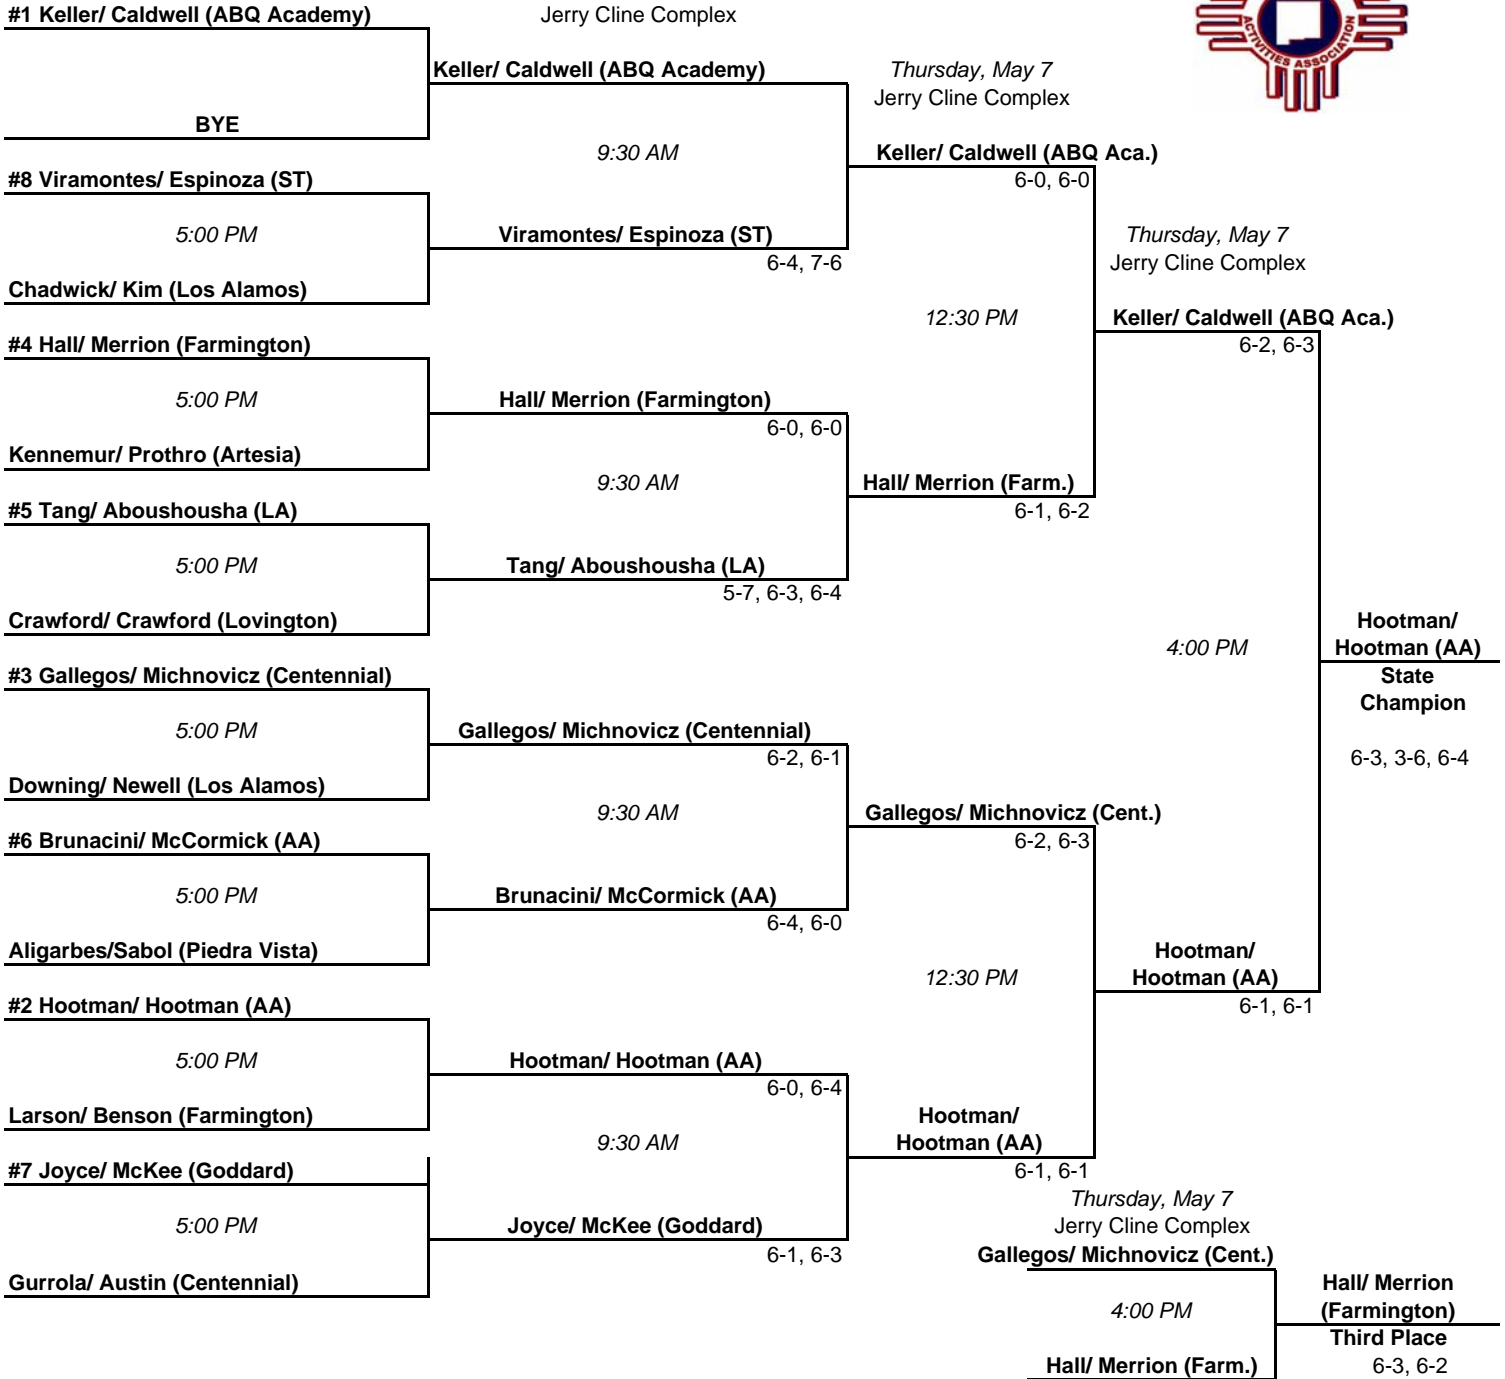 #1 Keller/ Caldwell (ABQ Academy)
BYE
#8 Viramontes/ Espinoza (ST)
5:00 PM
Chadwick/ Kim (Los Alamos)
#4 Hall/ Merrion (Farmington)
5:00 PM
Kennemur/ Prothro (Artesia)
#5 Tang/ Aboushousha (LA)
5:00 PM
Crawford/ Crawford (Lovington)
#3 Gallegos/ Michnovicz (Centennial)
5:00 PM
Downing/ Newell (Los Alamos)
#6 Brunacini/ McCormick (AA)
5:00 PM
Aligarbes/Sabol (Piedra Vista)
#2 Hootman/ Hootman (AA)
5:00 PM
Larson/ Benson (Farmington)
#7 Joyce/ McKee (Goddard)
5:00 PM
Gurrola/ Austin (Centennial)
Jerry Cline Complex
Keller/ Caldwell (ABQ Academy)
9:30 AM
Viramontes/ Espinoza (ST)
6-4, 7-6
Hall/ Merrion (Farmington)
6-0, 6-0
9:30 AM
Tang/ Aboushousha (LA)
5-7, 6-3, 6-4
Gallegos/ Michnovicz (Centennial)
6-2, 6-1
9:30 AM
Brunacini/ McCormick (AA)
6-4, 6-0
Hootman/ Hootman (AA)
6-0, 6-4
9:30 AM
Joyce/ McKee (Goddard)
6-1, 6-3
Thursday, May 7
Jerry Cline Complex
Keller/ Caldwell (ABQ Aca.)
6-0, 6-0
12:30 PM
Hall/ Merrion (Farm.)
6-1, 6-2
Gallegos/ Michnovicz (Cent.)
6-2, 6-3
12:30 PM
Hootman/
Hootman (AA)
6-1, 6-1
ACTIVITIES ASSOCIATION
Thursday, May 7
Jerry Cline Complex
Keller/ Caldwell (ABQ Aca.)
6-2, 6-3
4:00 PM
Hootman/
Hootman (AA)
6-1, 6-1
Hootman/
Hootman (AA)
State
Champion
6-3, 3-6, 6-4
Thursday, May 7
Jerry Cline Complex
Gallegos/ Michnovicz (Cent.)
4:00 PM
Hall/ Merrion (Farm.)
Hall/ Merrion
(Farmington)
Third Place
6-3, 6-2